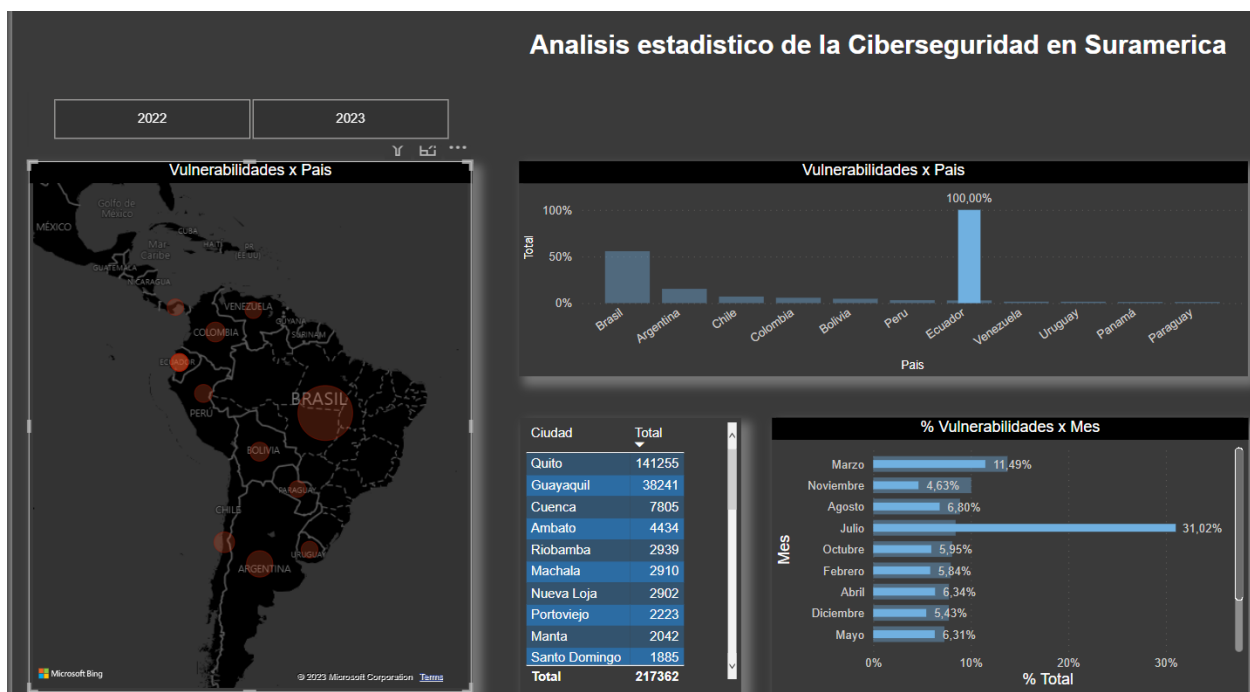 Analisis estadistico de la Ciberseguridad en Suramerica
2022
2023
Vulnerabilidades x Pais
Golfo de
México
MÉXICO
CUBA
HAITÍ
PR
(EE.UU.)
Mar
Caribe
GUATEMALA
NICARAGUA
VENEZUELA
GUYANA
SURINAM
COLOMBIA
ECUADOR
BRASIL
PERÚ
BOLIVIA
PARAGUAY
CHILE
URUGUAY
ARGENTINA
Microsoft Bing
© 2023 Microsoft Corporation Terms
Vulnerabilidades x Pais
100,00%
100%
50%
0%
Total
Brasil
Argentina
Chile
Colombia
Bolivia
Peru
Ecuador
Venezuela
Uruguay
Panamá
Paraguay
Pais
Ciudad Total
Quito 141255
Guayaquil 38241
Cuenca 7805
Ambato 4434
Riobamba 2939
Machala 2910
Nueva Loja 2902
Portoviejo 2223
Manta 2042
Santo Domingo 1885
Total 217362
% Vulnerabilidades x Mes
Mes
Marzo 11,49%
Noviembre 4,63%
Agosto 6,80%
Julio 31,02%
Octubre 5,95%
Febrero 5,84%
Abril 6,34%
Diciembre 5,43%
Mayo 6,31%
0% 10% 20% 30%
% Total